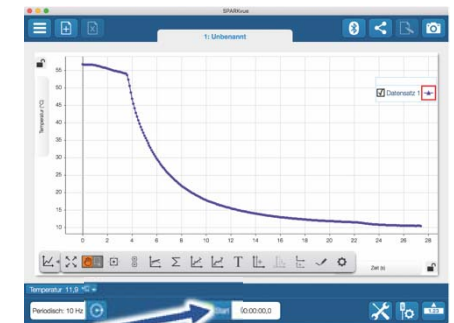 SPARKvue
1: Unbenannt
Temperatur (°C)
55
50
45
40
35
30
25
20
15
10
Datensatz 1
0 2 4 6 8 10 12 14 16 18 20 22 24 26 28
Σ T
Zeit (s)
Temperatur 11,9 °C
Periodisch: 10 Hz
Start
00:00:00,0
1.23